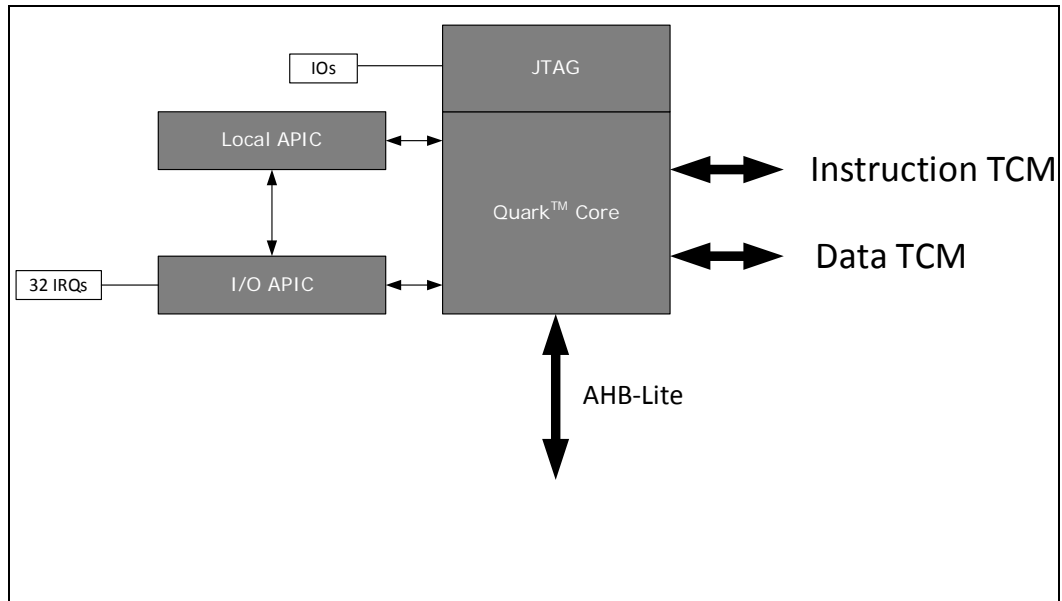 JTAG
IOs
Local APIC
Instruction TCM
Quark™ Core
Data TCM
32 IRQs
I/O APIC
AHB-Lite